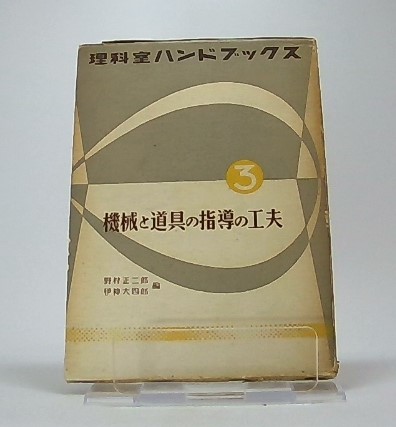 理科室ハンドブックス
3
機械と道具の指導の工夫
野村正二郎
伊神大四郎
編